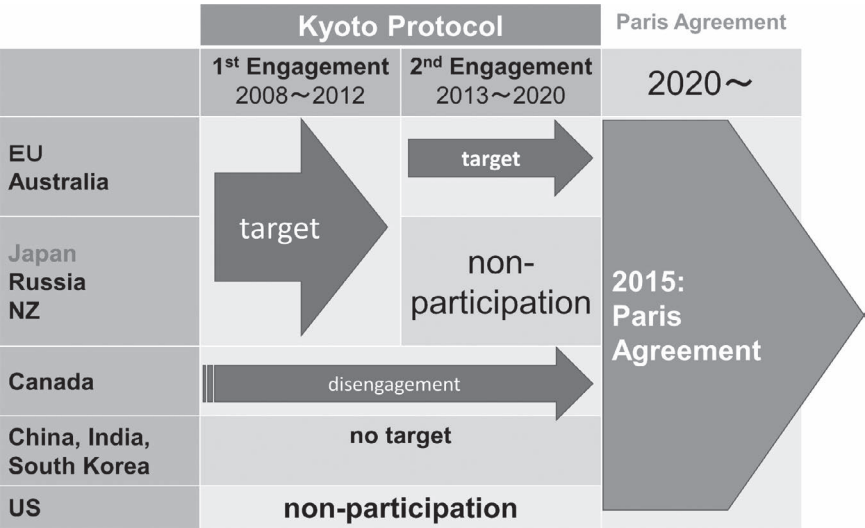 Kyoto Protocol
Paris Agreement
1st Engagement
2008～2012
2nd Engagement
2013～2020
2020～
EU
Australia
target
target
Japan
Russia
NZ
non-
participation
2015:
Paris
Agreement
Canada
disengagement
China, India,
South Korea
no target
US
non-participation